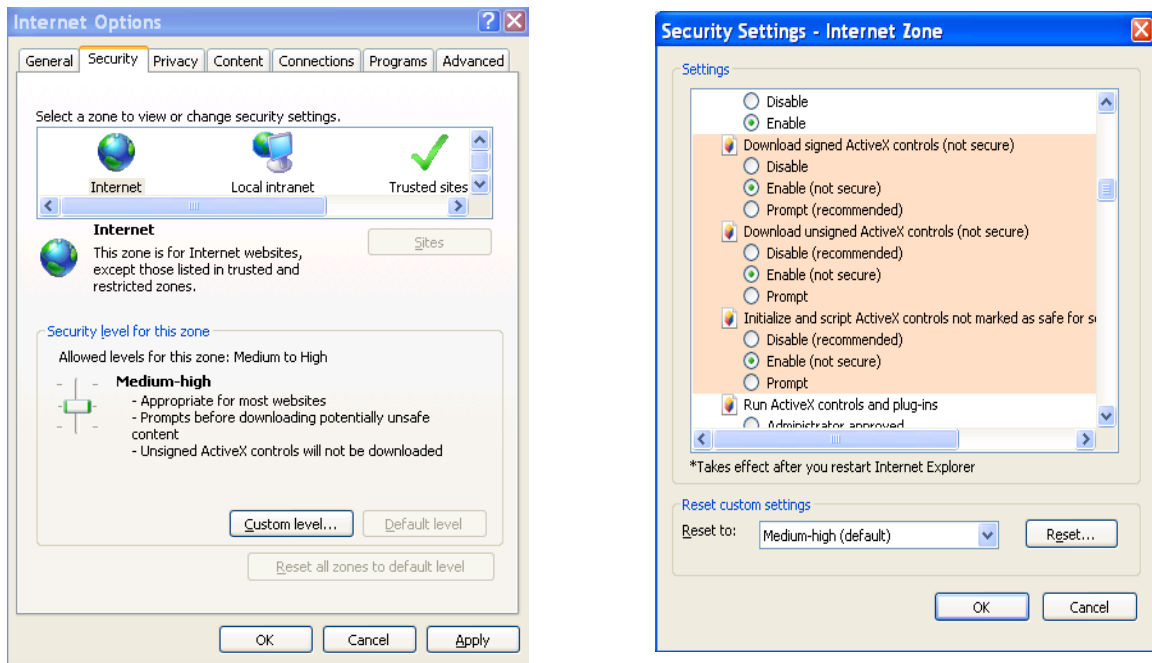 Internet Options
General Security Privacy Content Connections Programs Advanced
Select a zone to view or change security settings.
Internet Local intranet Trusted sites
Internet
Sites
This zone is for Internet websites,
except those listed in trusted and
restricted zones.
Security level for this zone
Allowed levels for this zone: Medium to High
Medium-high
- Appropriate for most websites
- Prompts before downloading potentially unsafe
content
- Unsigned ActiveX controls will not be downloaded
Custom level... Default level
Reset all zones to default level
OK Cancel Apply
Security Settings - Internet Zone
Settings
Disable
Enable
Download signed ActiveX controls (not secure)
Disable
Enable (not secure)
Prompt (recommended)
Download unsigned ActiveX controls (not secure)
Disable (recommended)
Enable (not secure)
Prompt
Initialize and script ActiveX controls not marked as safe for s
Disable (recommended)
Enable (not secure)
Prompt
Run ActiveX controls and plug-ins
Administrator approved
*Takes effect after you restart Internet Explorer
Reset custom settings
Reset to: Medium-high (default) Reset...
OK Cancel